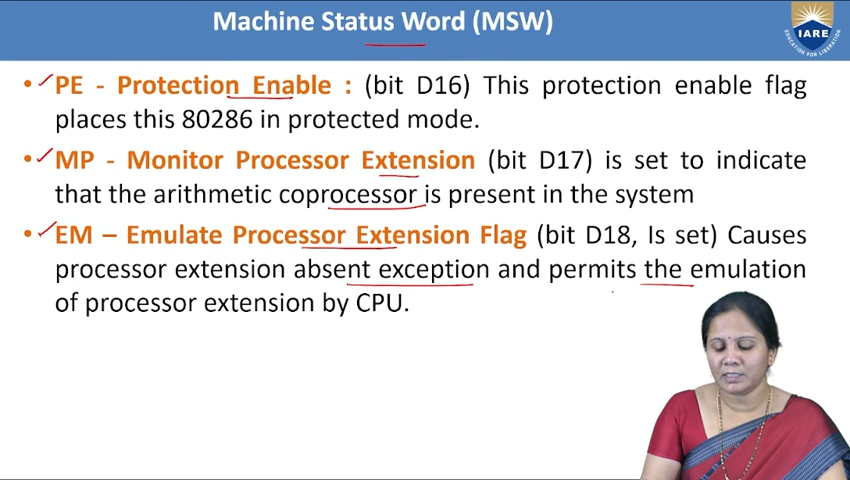 Machine Status Word (MSW)
IARE
EDUCATION FOR LIBERATION
• PE - Protection Enable : (bit D16) This protection enable flag
places this 80286 in protected mode.
• MP - Monitor Processor Extension (bit D17) is set to indicate
that the arithmetic coprocessor is present in the system
• EM – Emulate Processor Extension Flag (bit D18, Is set) Causes
processor extension absent exception and permits the emulation
of processor extension by CPU.